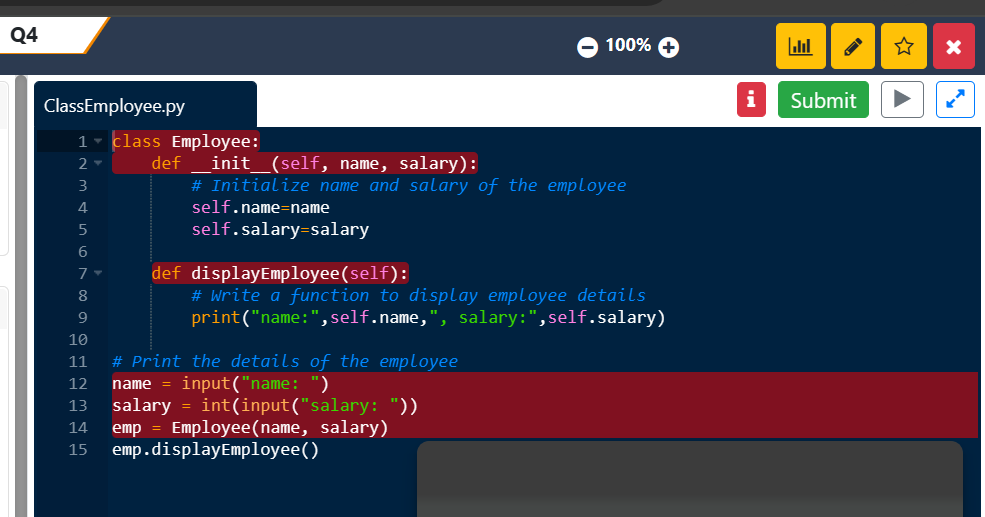 Q4
100%
ClassEmployee.py
Submit
1 class Employee:
2 def __init__(self, name, salary):
3 # Initialize name and salary of the employee
4 self.name=name
5 self.salary=salary
6
7 def displayEmployee(self):
8 # Write a function to display employee details
9 print("name:",self.name,", salary:",self.salary)
10
11 # Print the details of the employee
12 name = input("name: ")
13 salary = int(input("salary: "))
14 emp = Employee(name, salary)
15 emp.displayEmployee()